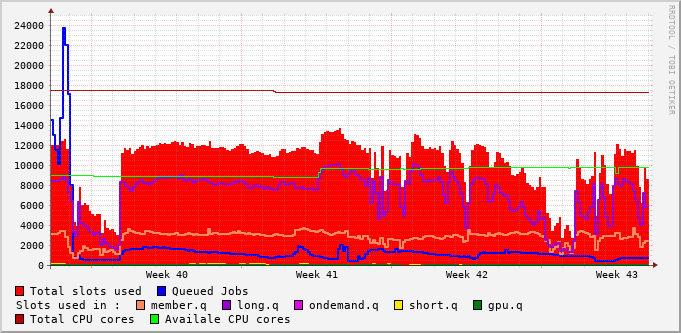 RRDTOOL / TOBI OETIKER
24000
22000
20000
18000
16000
14000
12000
10000
8000
6000
4000
2000
0
Week 40 Week 41 Week 42 Week 43
Total slots used Queued Jobs
Slots used in : member.q long.q ondemand.q short.q gpu.q
Total CPU cores Availale CPU cores